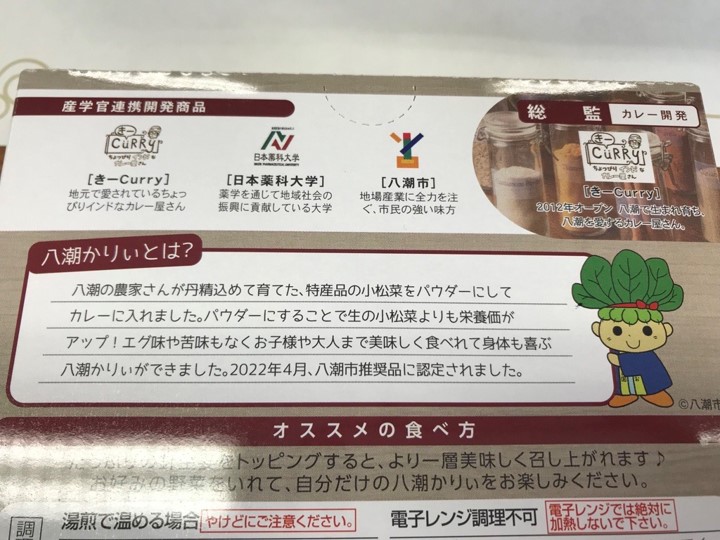 産学官連携開発商品
総 監 カレー開発
きー
CURRY
ちょっぴりインドな
カレー屋さん
[きーCurry]
地元で愛されているちょっ
ぴりインドなカレー屋さん
日本薬科大学
[日本薬科大学]
薬学を通じて地域社会の
振興に貢献している大学
[八潮市]
地場産業に全力を注
ぐ、市民の強い味方
きー
CURRY
ちょっぴりインドな
カレー屋さん
[きーCurry]
2012年オープン 八潮で生まれ育ち、
八潮を愛するカレー屋さん。
八潮かりぃとは?
八潮の農家さんが丹精込めて育てた、特産品の小松菜をパウダーにして
カレーに入れました。パウダーにすることで生の小松菜よりも栄養価が
アップ!エグ味や苦味もなくお子様や大人まで美味しく食べれて身体も喜ぶ
八潮かりぃができました。2022年4月、八潮市推奨品に認定されました。
©八潮市
オススメの食べ方
をトッピングすると、より一層美味しく召し上がれます♪
お好みの野菜をいれて、自分だけの八潮かりぃをお楽しみください。
調
湯煎で温める場合 やけどにご注意ください。
電子レンジ調理不可 電子レンジでは絶対に
加熱しないで下さい。